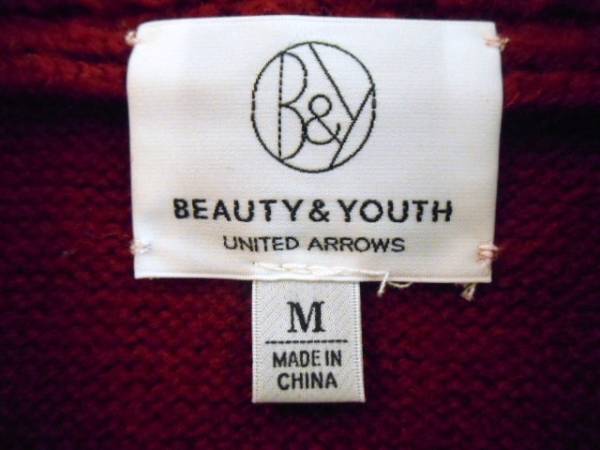 B&Y
BEAUTY & YOUTH
UNITED ARROWS
M
MADE IN
CHINA